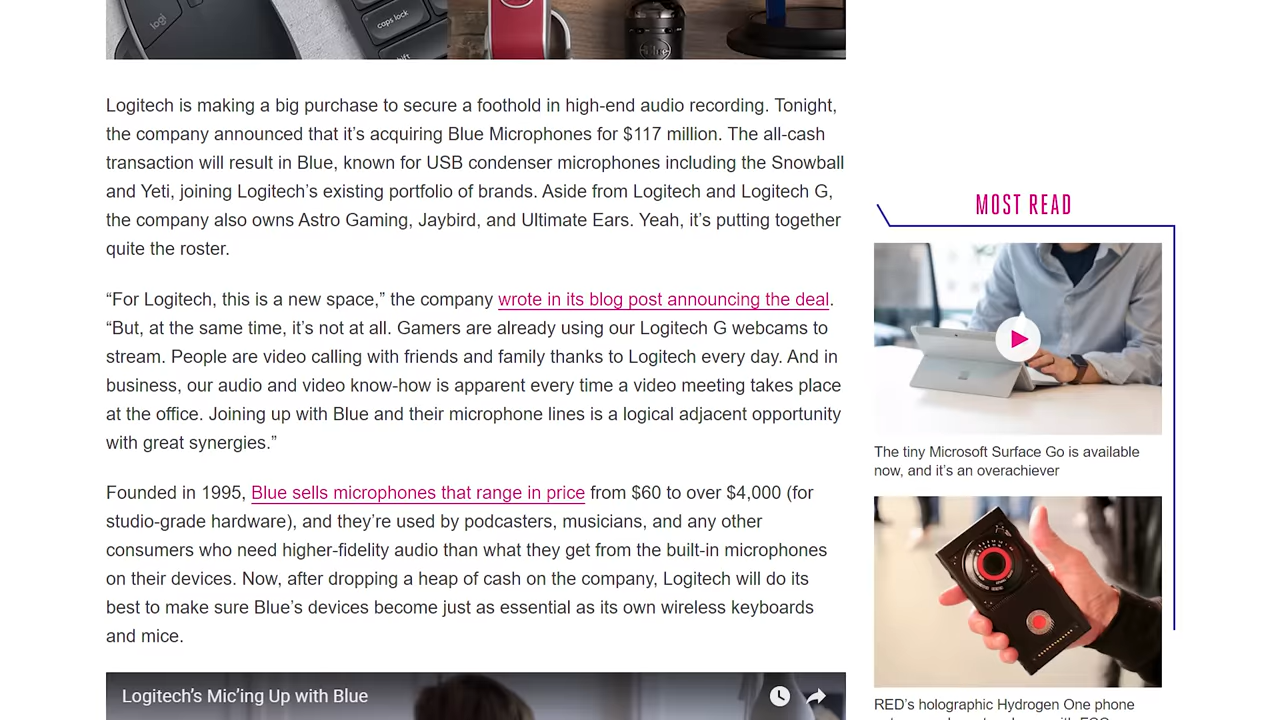 logi
caps lock
Blue
Logitech is making a big purchase to secure a foothold in high-end audio recording. Tonight,
the company announced that it’s acquiring Blue Microphones for $117 million. The all-cash
transaction will result in Blue, known for USB condenser microphones including the Snowball
and Yeti, joining Logitech’s existing portfolio of brands. Aside from Logitech and Logitech G,
the company also owns Astro Gaming, Jaybird, and Ultimate Ears. Yeah, it’s putting together
quite the roster.
“For Logitech, this is a new space,” the company wrote in its blog post announcing the deal.
“But, at the same time, it’s not at all. Gamers are already using our Logitech G webcams to
stream. People are video calling with friends and family thanks to Logitech every day. And in
business, our audio and video know-how is apparent every time a video meeting takes place
at the office. Joining up with Blue and their microphone lines is a logical adjacent opportunity
with great synergies.”
Founded in 1995, Blue sells microphones that range in price from $60 to over $4,000 (for
studio-grade hardware), and they’re used by podcasters, musicians, and any other
consumers who need higher-fidelity audio than what they get from the built-in microphones
on their devices. Now, after dropping a heap of cash on the company, Logitech will do its
best to make sure Blue’s devices become just as essential as its own wireless keyboards
and mice.
Logitech’s Mic’ing Up with Blue
MOST READ
The tiny Microsoft Surface Go is available
now, and it’s an overachiever
RED’s holographic Hydrogen One phone